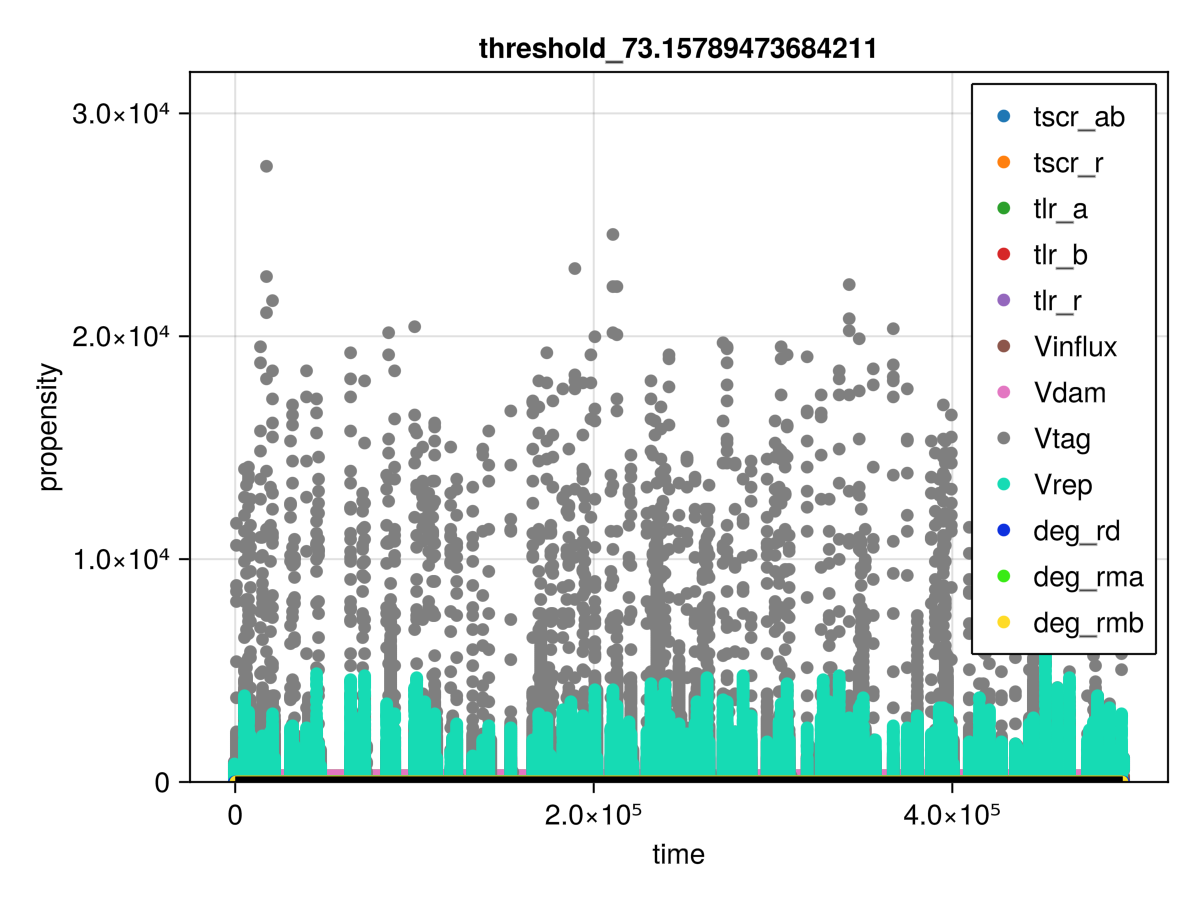 threshold_73.15789473684211
3.0×10⁴
2.0×10⁴
1.0×10⁴
0
propensity
0
2.0×10⁵
4.0×10⁵
time
tscr_ab
tscr_r
tlr_a
tlr_b
tlr_r
Vinflux
Vdam
Vtag
Vrep
deg_rd
deg_rma
deg_rmb